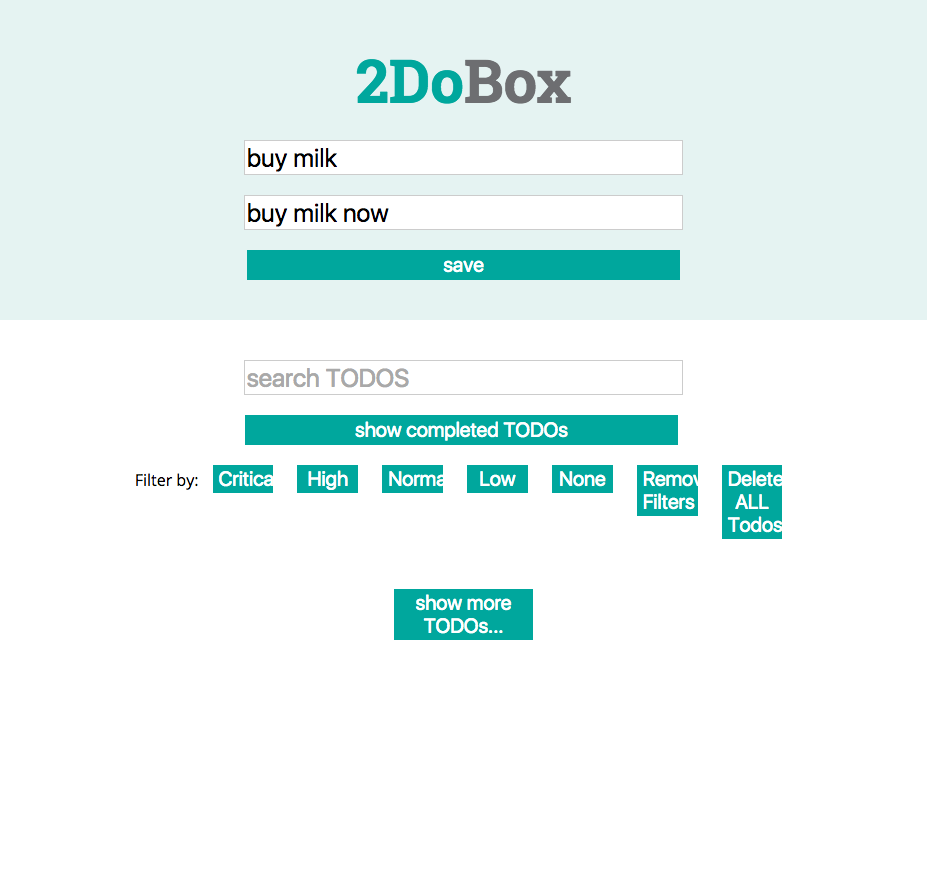 2DoBox
buy milk
buy milk now
save
search TODOS
show completed TODOs
Filter by: Critica High Norma Low None Remov Delete
Filters ALL
Todos
show more
TODOs...